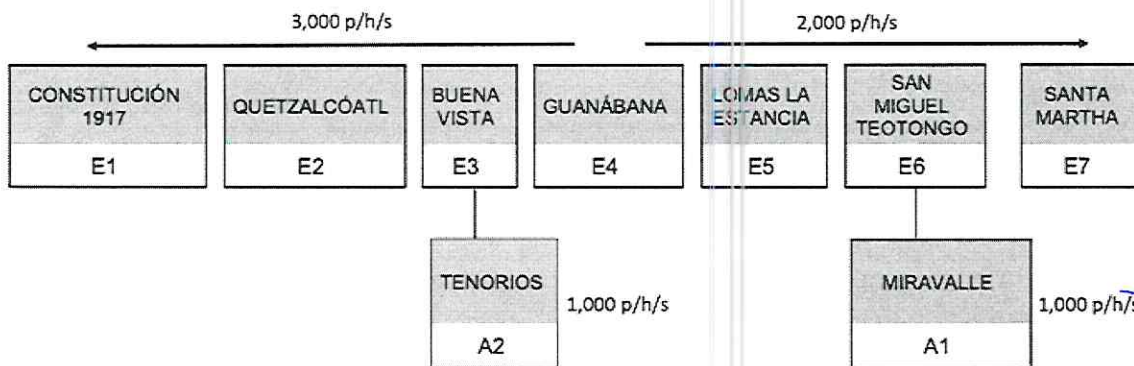 3,000 p/h/s
2,000 p/h/s
CONSTITUCIÓN
1917
E1
QUETZALCÓATL
E2
BUENA
VISTA
E3
GUANÁBANA
E4
LOMAS LA
ESTANCIA
E5
SAN
MIGUEL
TEOTONGO
E6
SANTA
MARTHA
E7
TENORIOS
A2
1,000 p/h/s
MIRAVALLE
A1
1,000 p/h/s